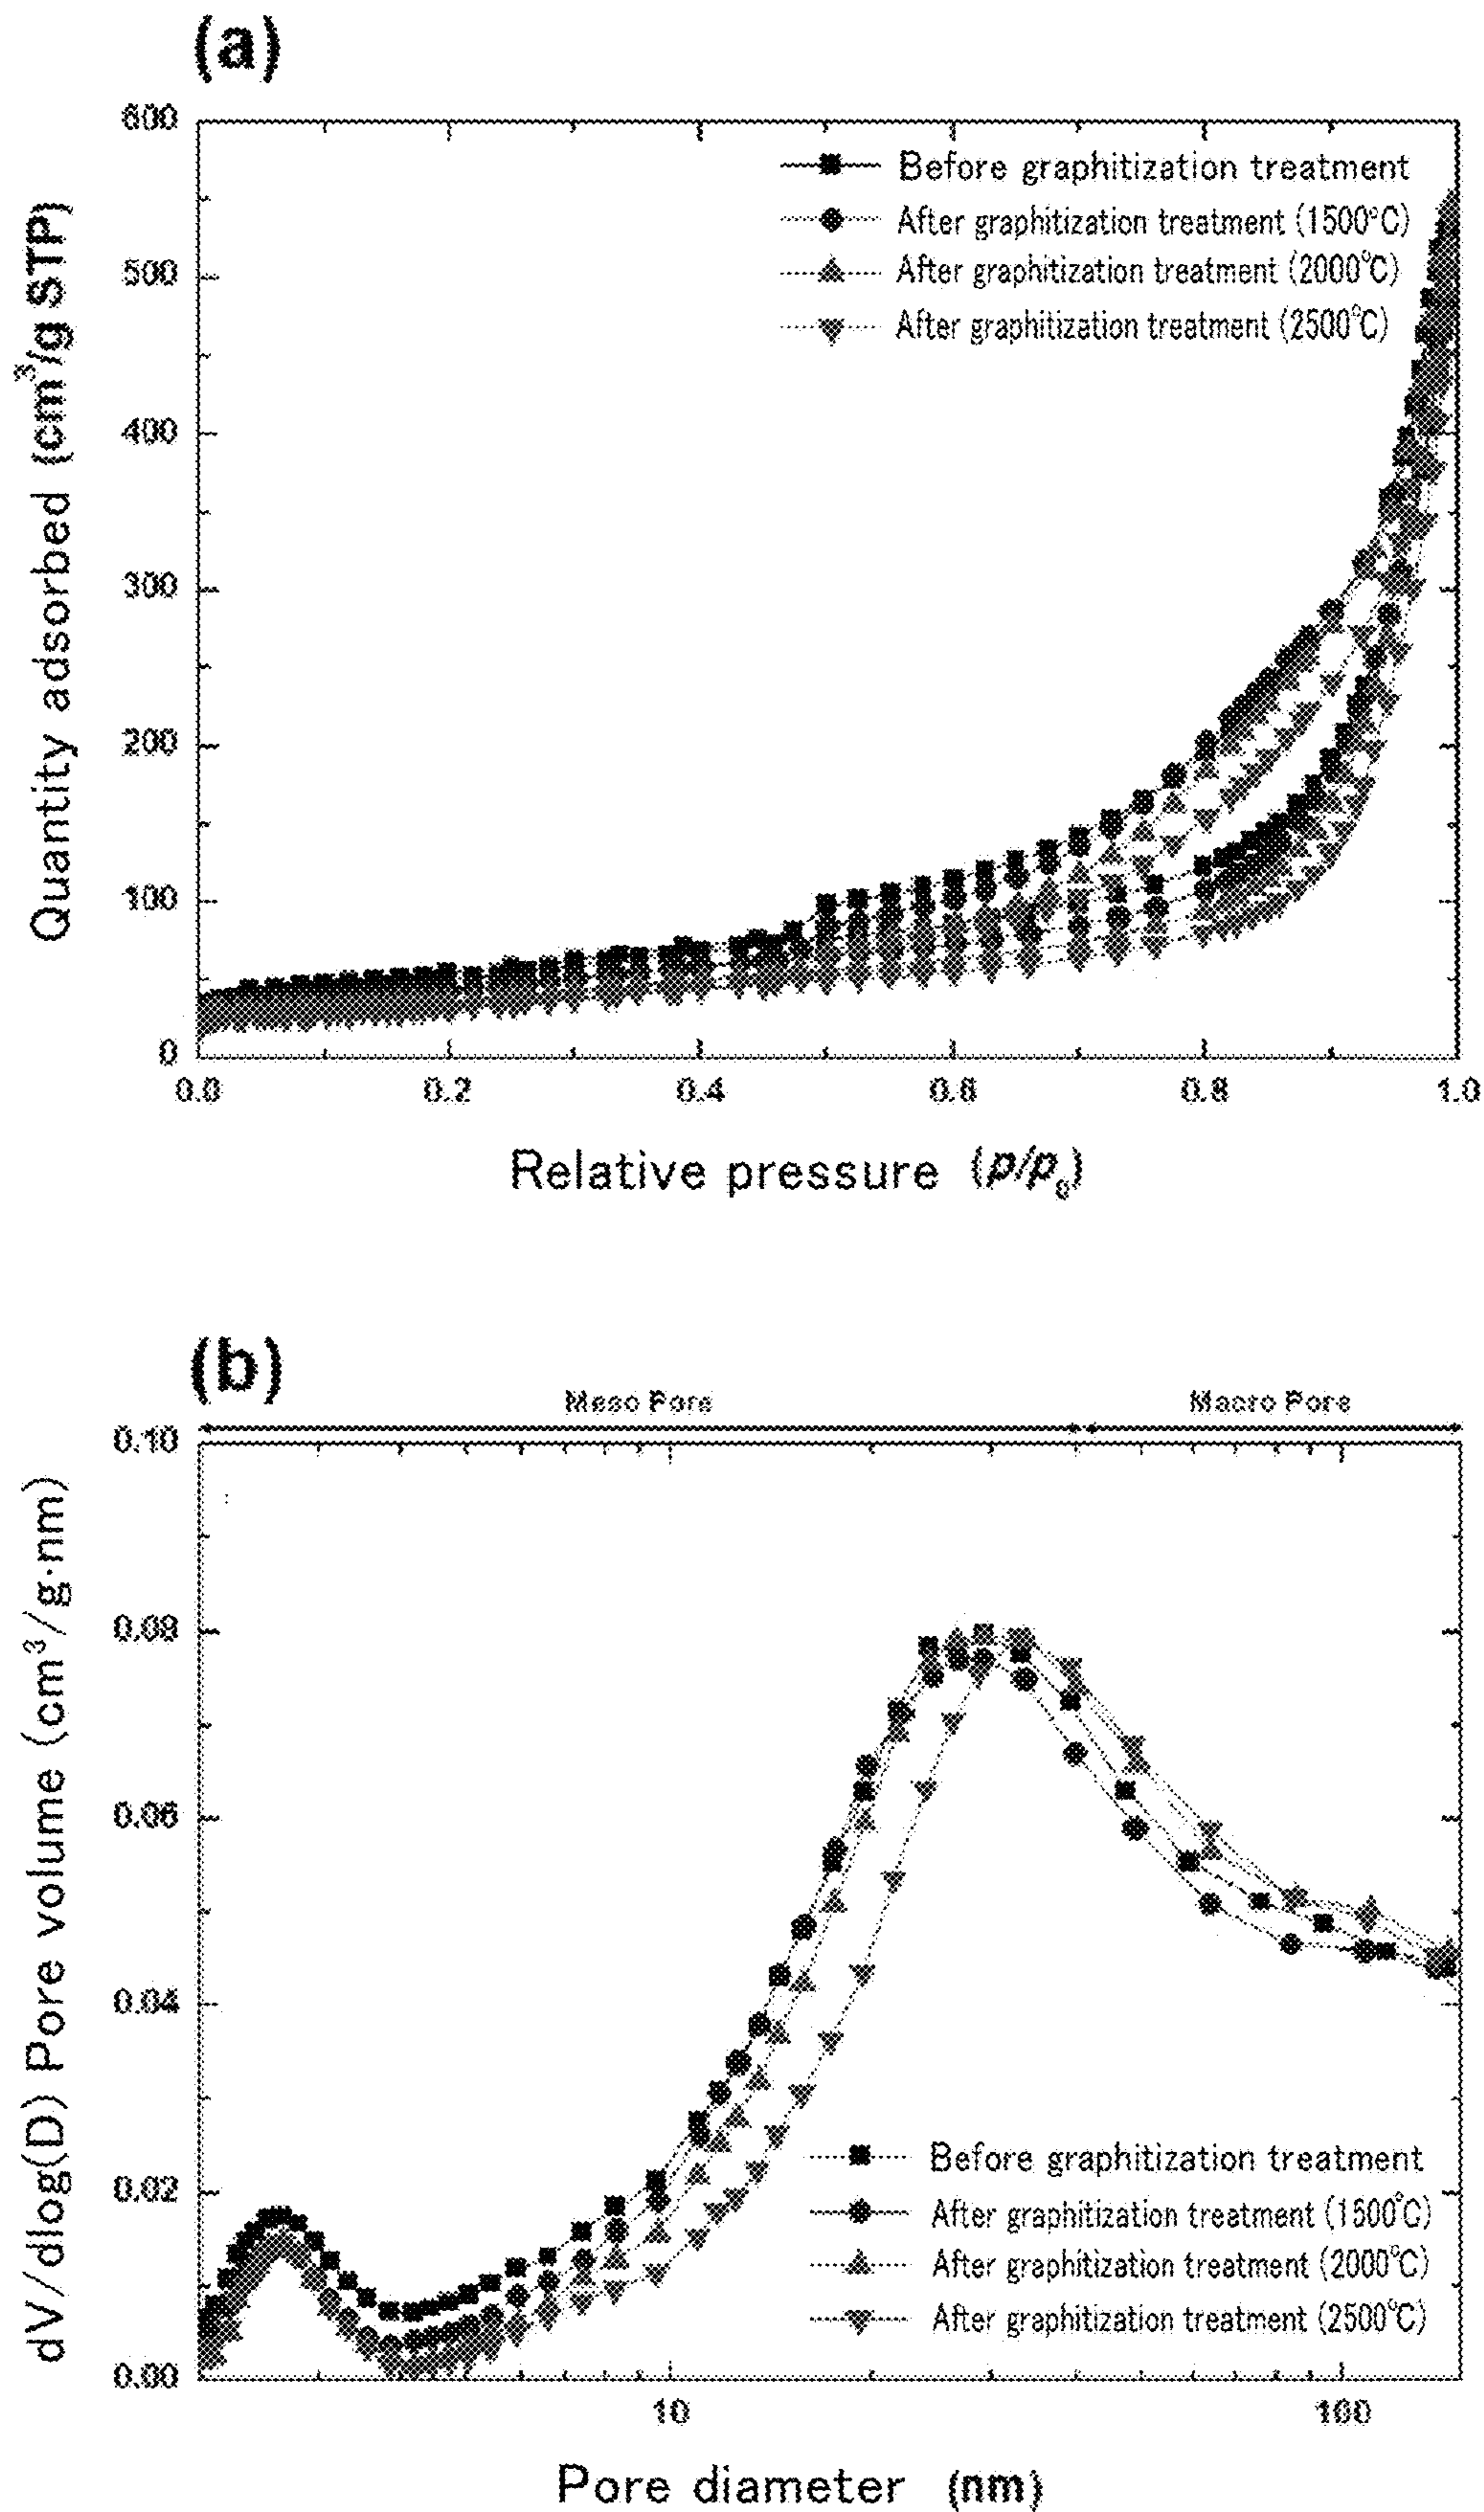 (a)
600
500
400
300
200
100
0
Quantity adsorbed (cm³/g STP)
Before graphitization treatment
After graphitization treatment (1500°C)
After graphitization treatment (2000°C)
After graphitization treatment (2500°C)
0.0 0.2 0.4 0.6 0.8 1.0
Relative pressure (p/p₀)
(b)
Meso Pore Macro Pore
0.10
0.08
0.06
0.04
0.02
0.00
dV/dlog(D) Pore volume (cm³/g·nm)
Before graphitization treatment
After graphitization treatment (1500°C)
After graphitization treatment (2000°C)
After graphitization treatment (2500°C)
10 100
Pore diameter (nm)